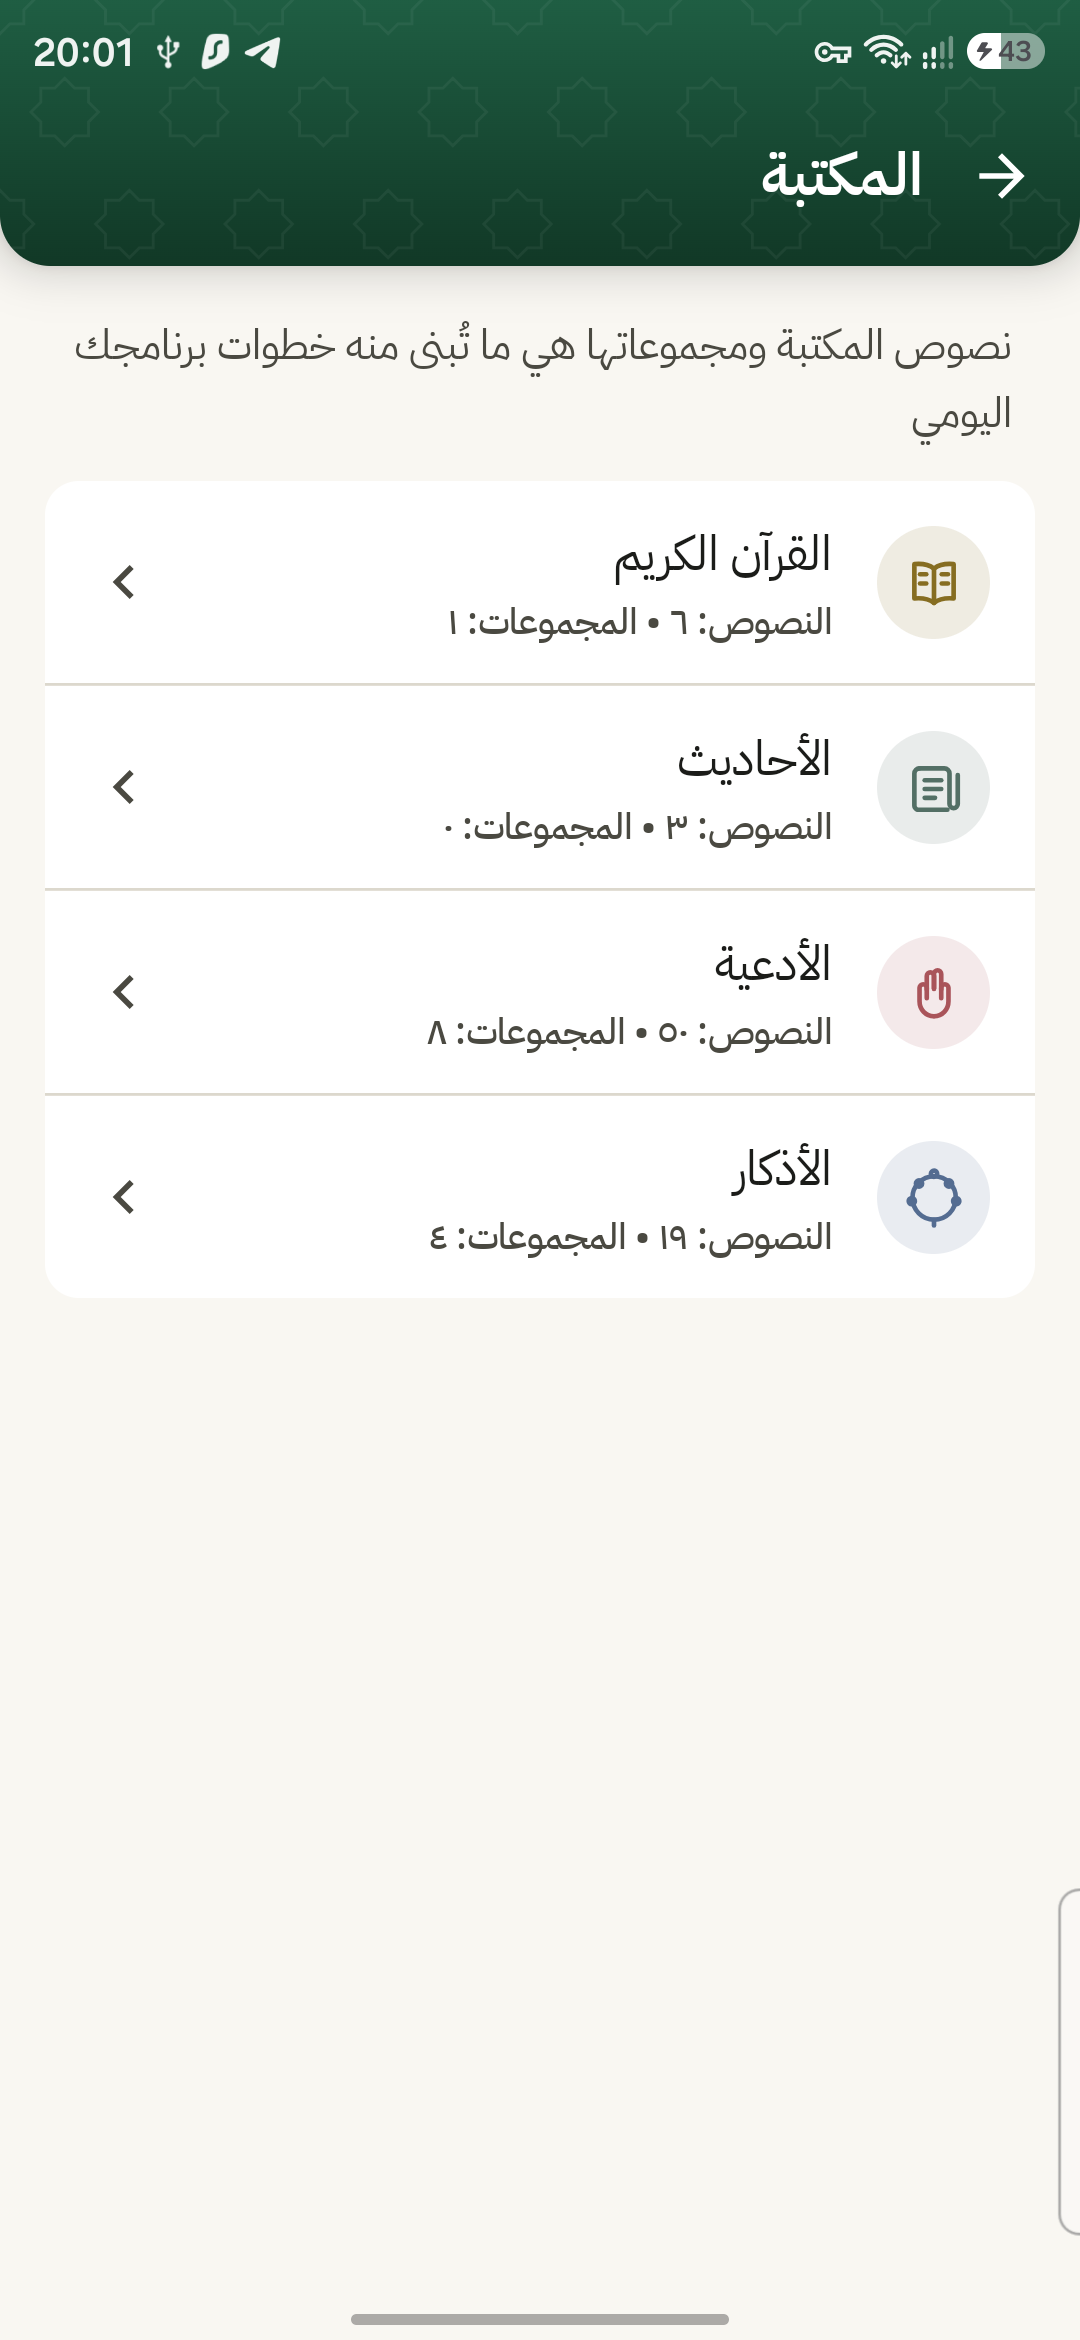 20:01
43
المكتبة
نصوص المكتبة ومجموعاتها هي ما تُبنى منه خطوات برنامجك
اليومي
القرآن الكريم
النصوص: ٦ • المجموعات: ١
الأحاديث
النصوص: ٣ • المجموعات: ٠
الأدعية
النصوص: ٥٠ • المجموعات: ٨
الأذكار
النصوص: ١٩ • المجموعات: ٤